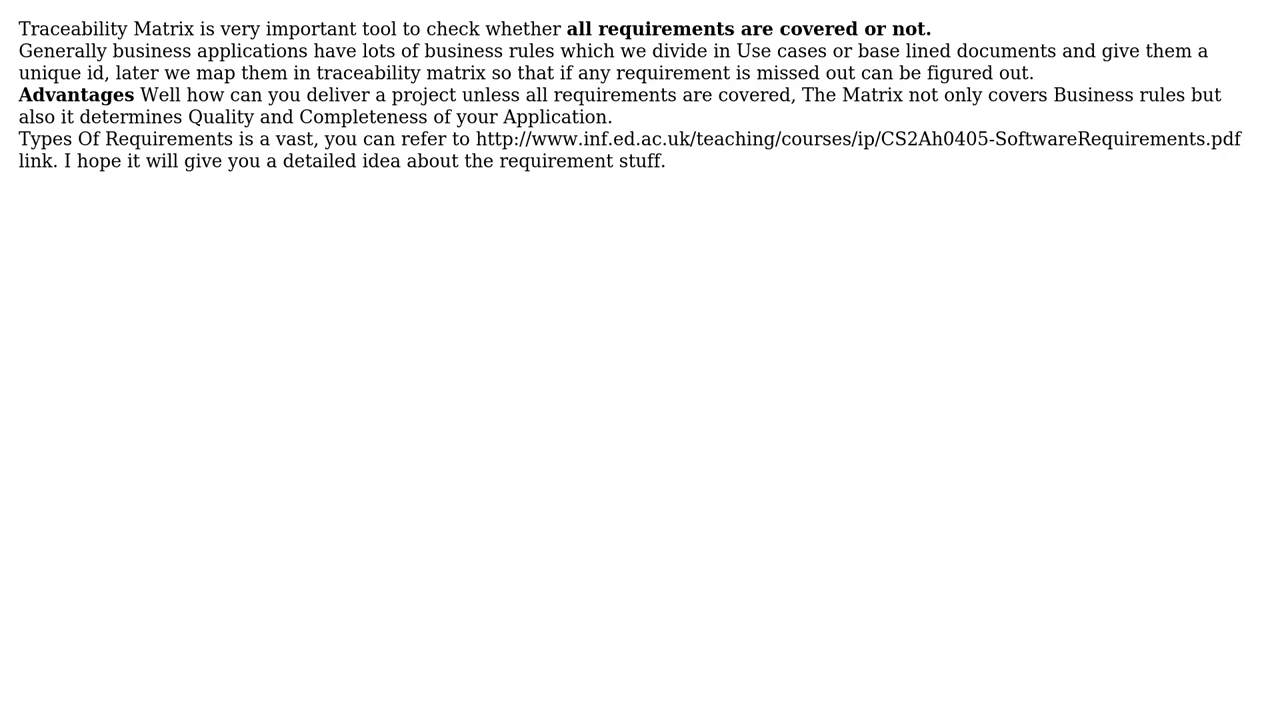 Traceability Matrix is very important tool to check whether all requirements are covered or not.
Generally business applications have lots of business rules which we divide in Use cases or base lined documents and give them a
unique id, later we map them in traceability matrix so that if any requirement is missed out can be figured out.
Advantages Well how can you deliver a project unless all requirements are covered, The Matrix not only covers Business rules but
also it determines Quality and Completeness of your Application.
Types Of Requirements is a vast, you can refer to http://www.inf.ed.ac.uk/teaching/courses/ip/CS2Ah0405-SoftwareRequirements.pdf
link. I hope it will give you a detailed idea about the requirement stuff.